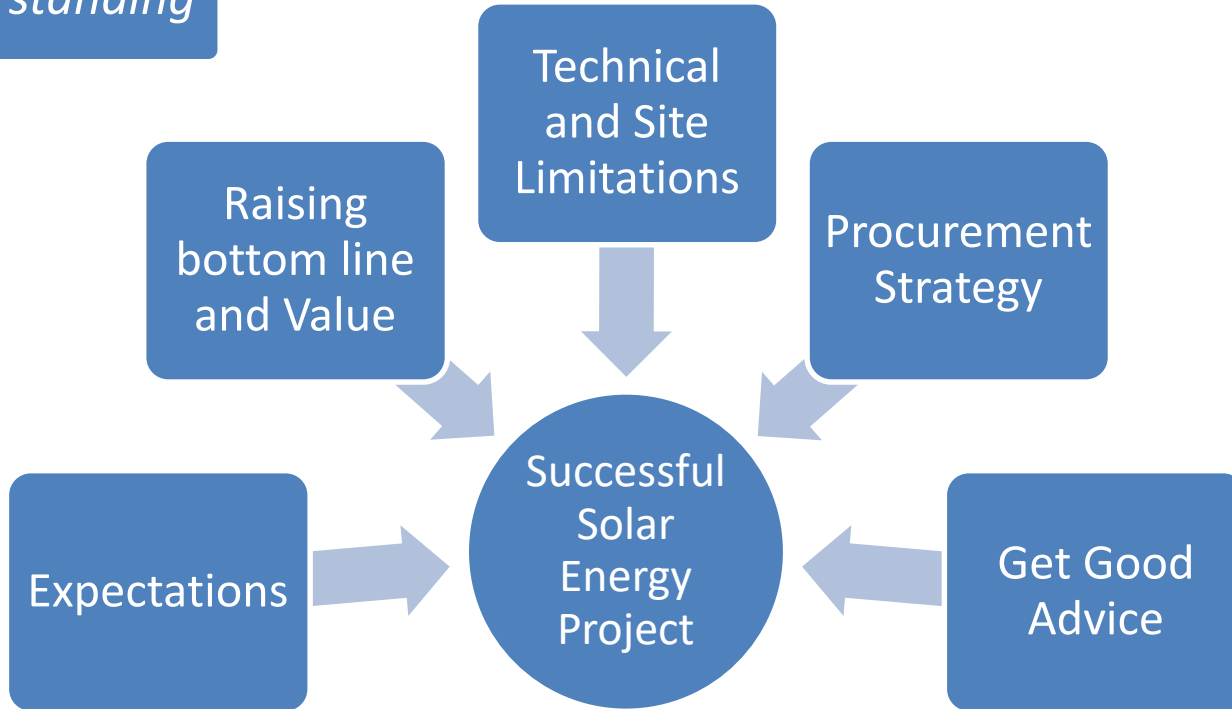 standing
Technical
and Site
Limitations
Raising
bottom line
and Value
Procurement
Strategy
Successful
Solar
Energy
Project
Expectations
Get Good
Advice